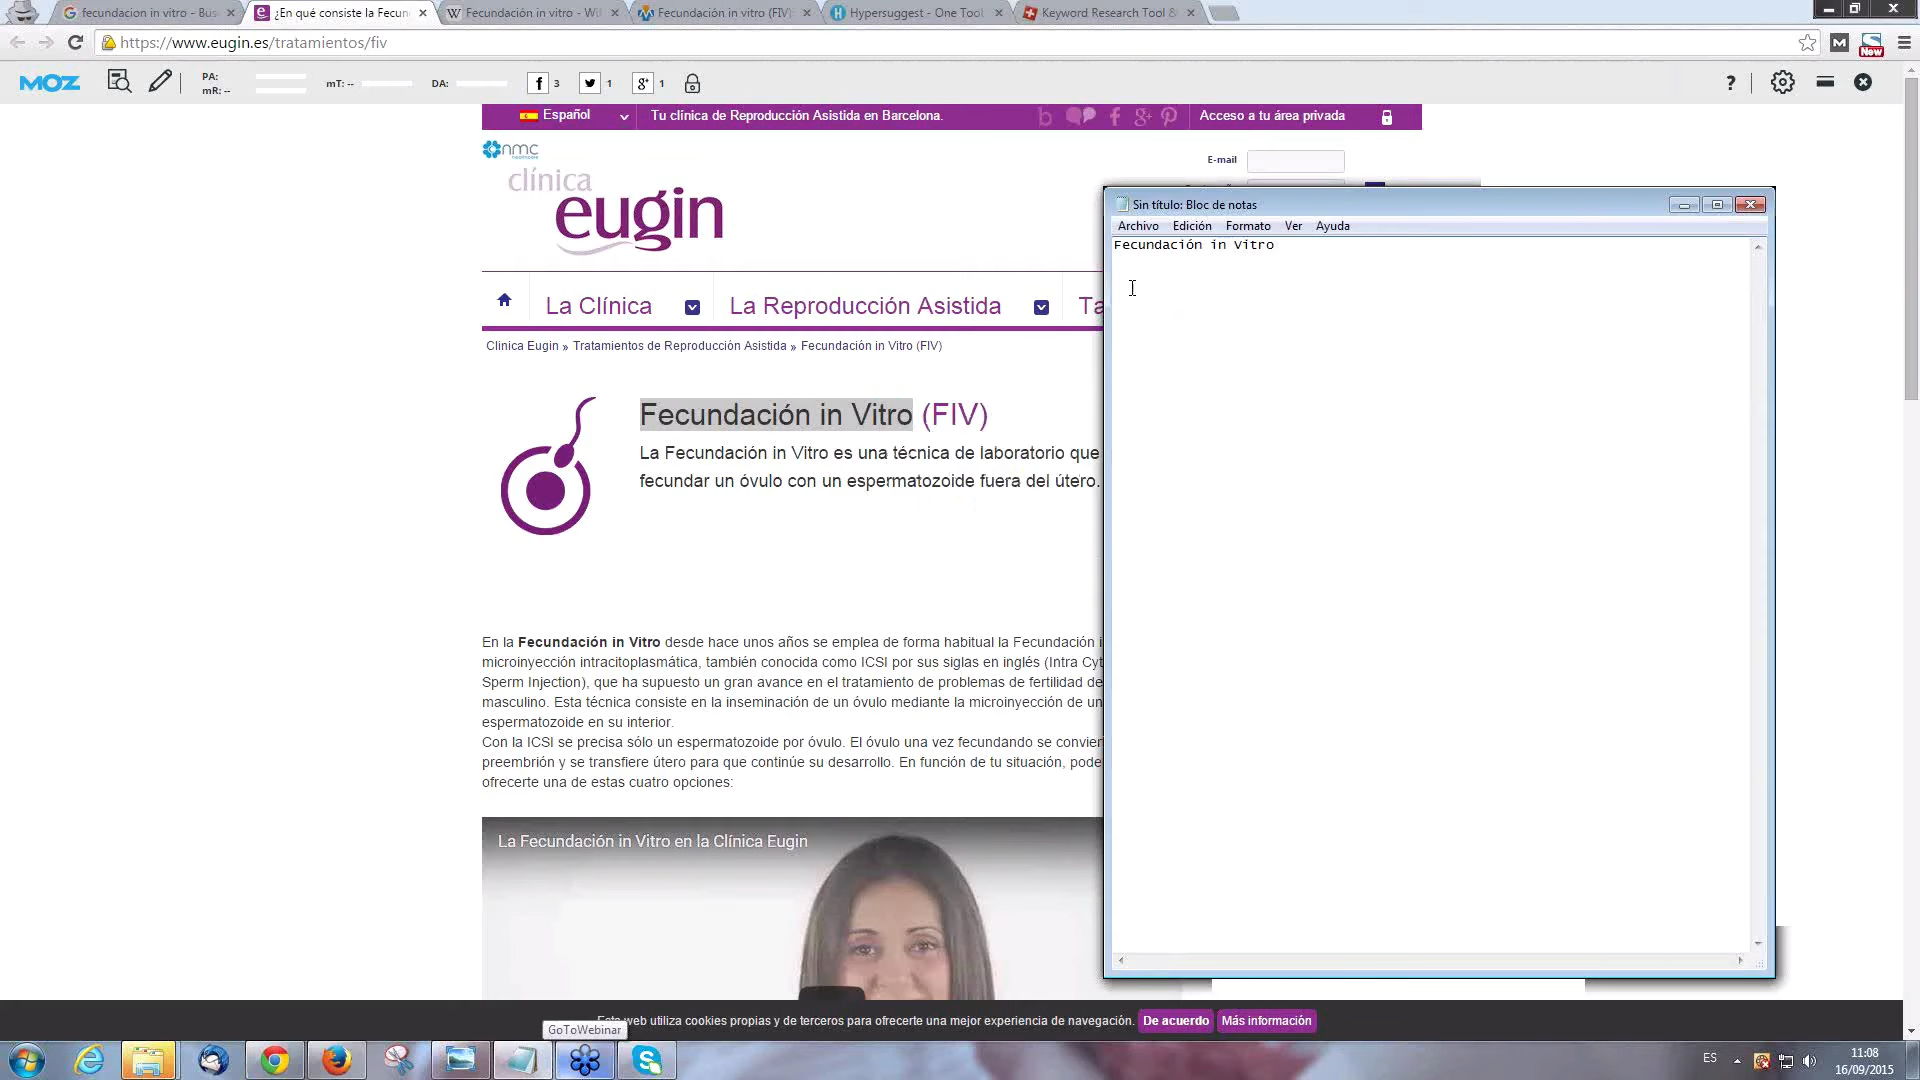 fecundacion in vitro - Bus
¿En qué consiste la Fecun
Fecundación in vitro - Wi
Fecundación in vitro (FIV)
Hypersuggest - One Tool
Keyword Research Tool &
https://www.eugin.es/tratamientos/fiv
New
MOZ
PA:
mR: --
mT: --
DA:
3
1
1
Español
Tu clínica de Reproducción Asistida en Barcelona.
Acceso a tu área privada
nmc
healthcare
E-mail
clínica
eugin
La Clínica
La Reproducción Asistida
Ta
Clinica Eugin » Tratamientos de Reproducción Asistida » Fecundación in Vitro (FIV)
Fecundación in Vitro (FIV)
La Fecundación in Vitro es una técnica de laboratorio que
fecundar un óvulo con un espermatozoide fuera del útero.
En la Fecundación in Vitro desde hace unos años se emplea de forma habitual la Fecundación i
microinyección intracitoplasmática, también conocida como ICSI por sus siglas en inglés (Intra Cyt
Sperm Injection), que ha supuesto un gran avance en el tratamiento de problemas de fertilidad de
masculino. Esta técnica consiste en la inseminación de un óvulo mediante la microinyección de un
espermatozoide en su interior.
Con la ICSI se precisa sólo un espermatozoide por óvulo. El óvulo una vez fecundando se conviert
preembrión y se transfiere útero para que continúe su desarrollo. En función de tu situación, pode
ofrecerte una de estas cuatro opciones:
La Fecundación in Vitro en la Clínica Eugin
Sin título: Bloc de notas
Archivo Edición Formato Ver Ayuda
Fecundación in Vitro
Esta web utiliza cookies propias y de terceros para ofrecerte una mejor experiencia de navegación. De acuerdo Más información
GoToWebinar
ES
11:08
16/09/2015